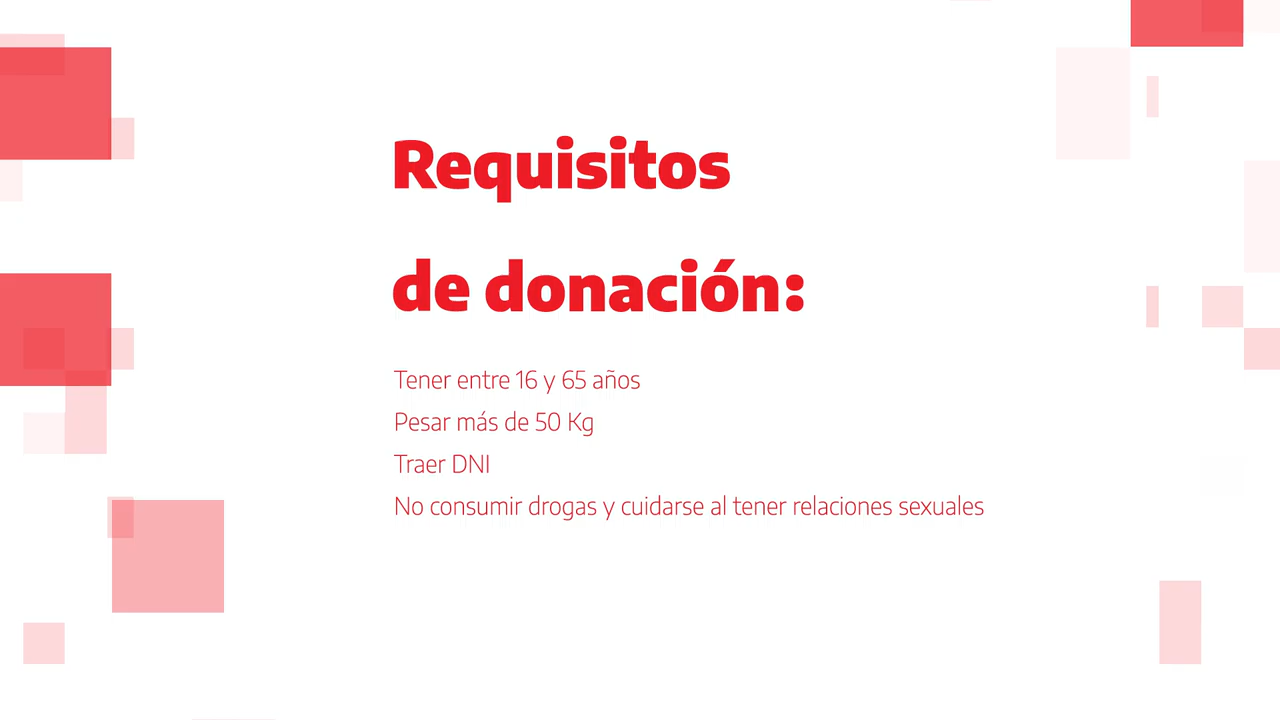 Requisitos
de donación:
Tener entre 16 y 65 años
Pesar más de 50 Kg
Traer DNI
No consumir drogas y cuidarse al tener relaciones sexuales